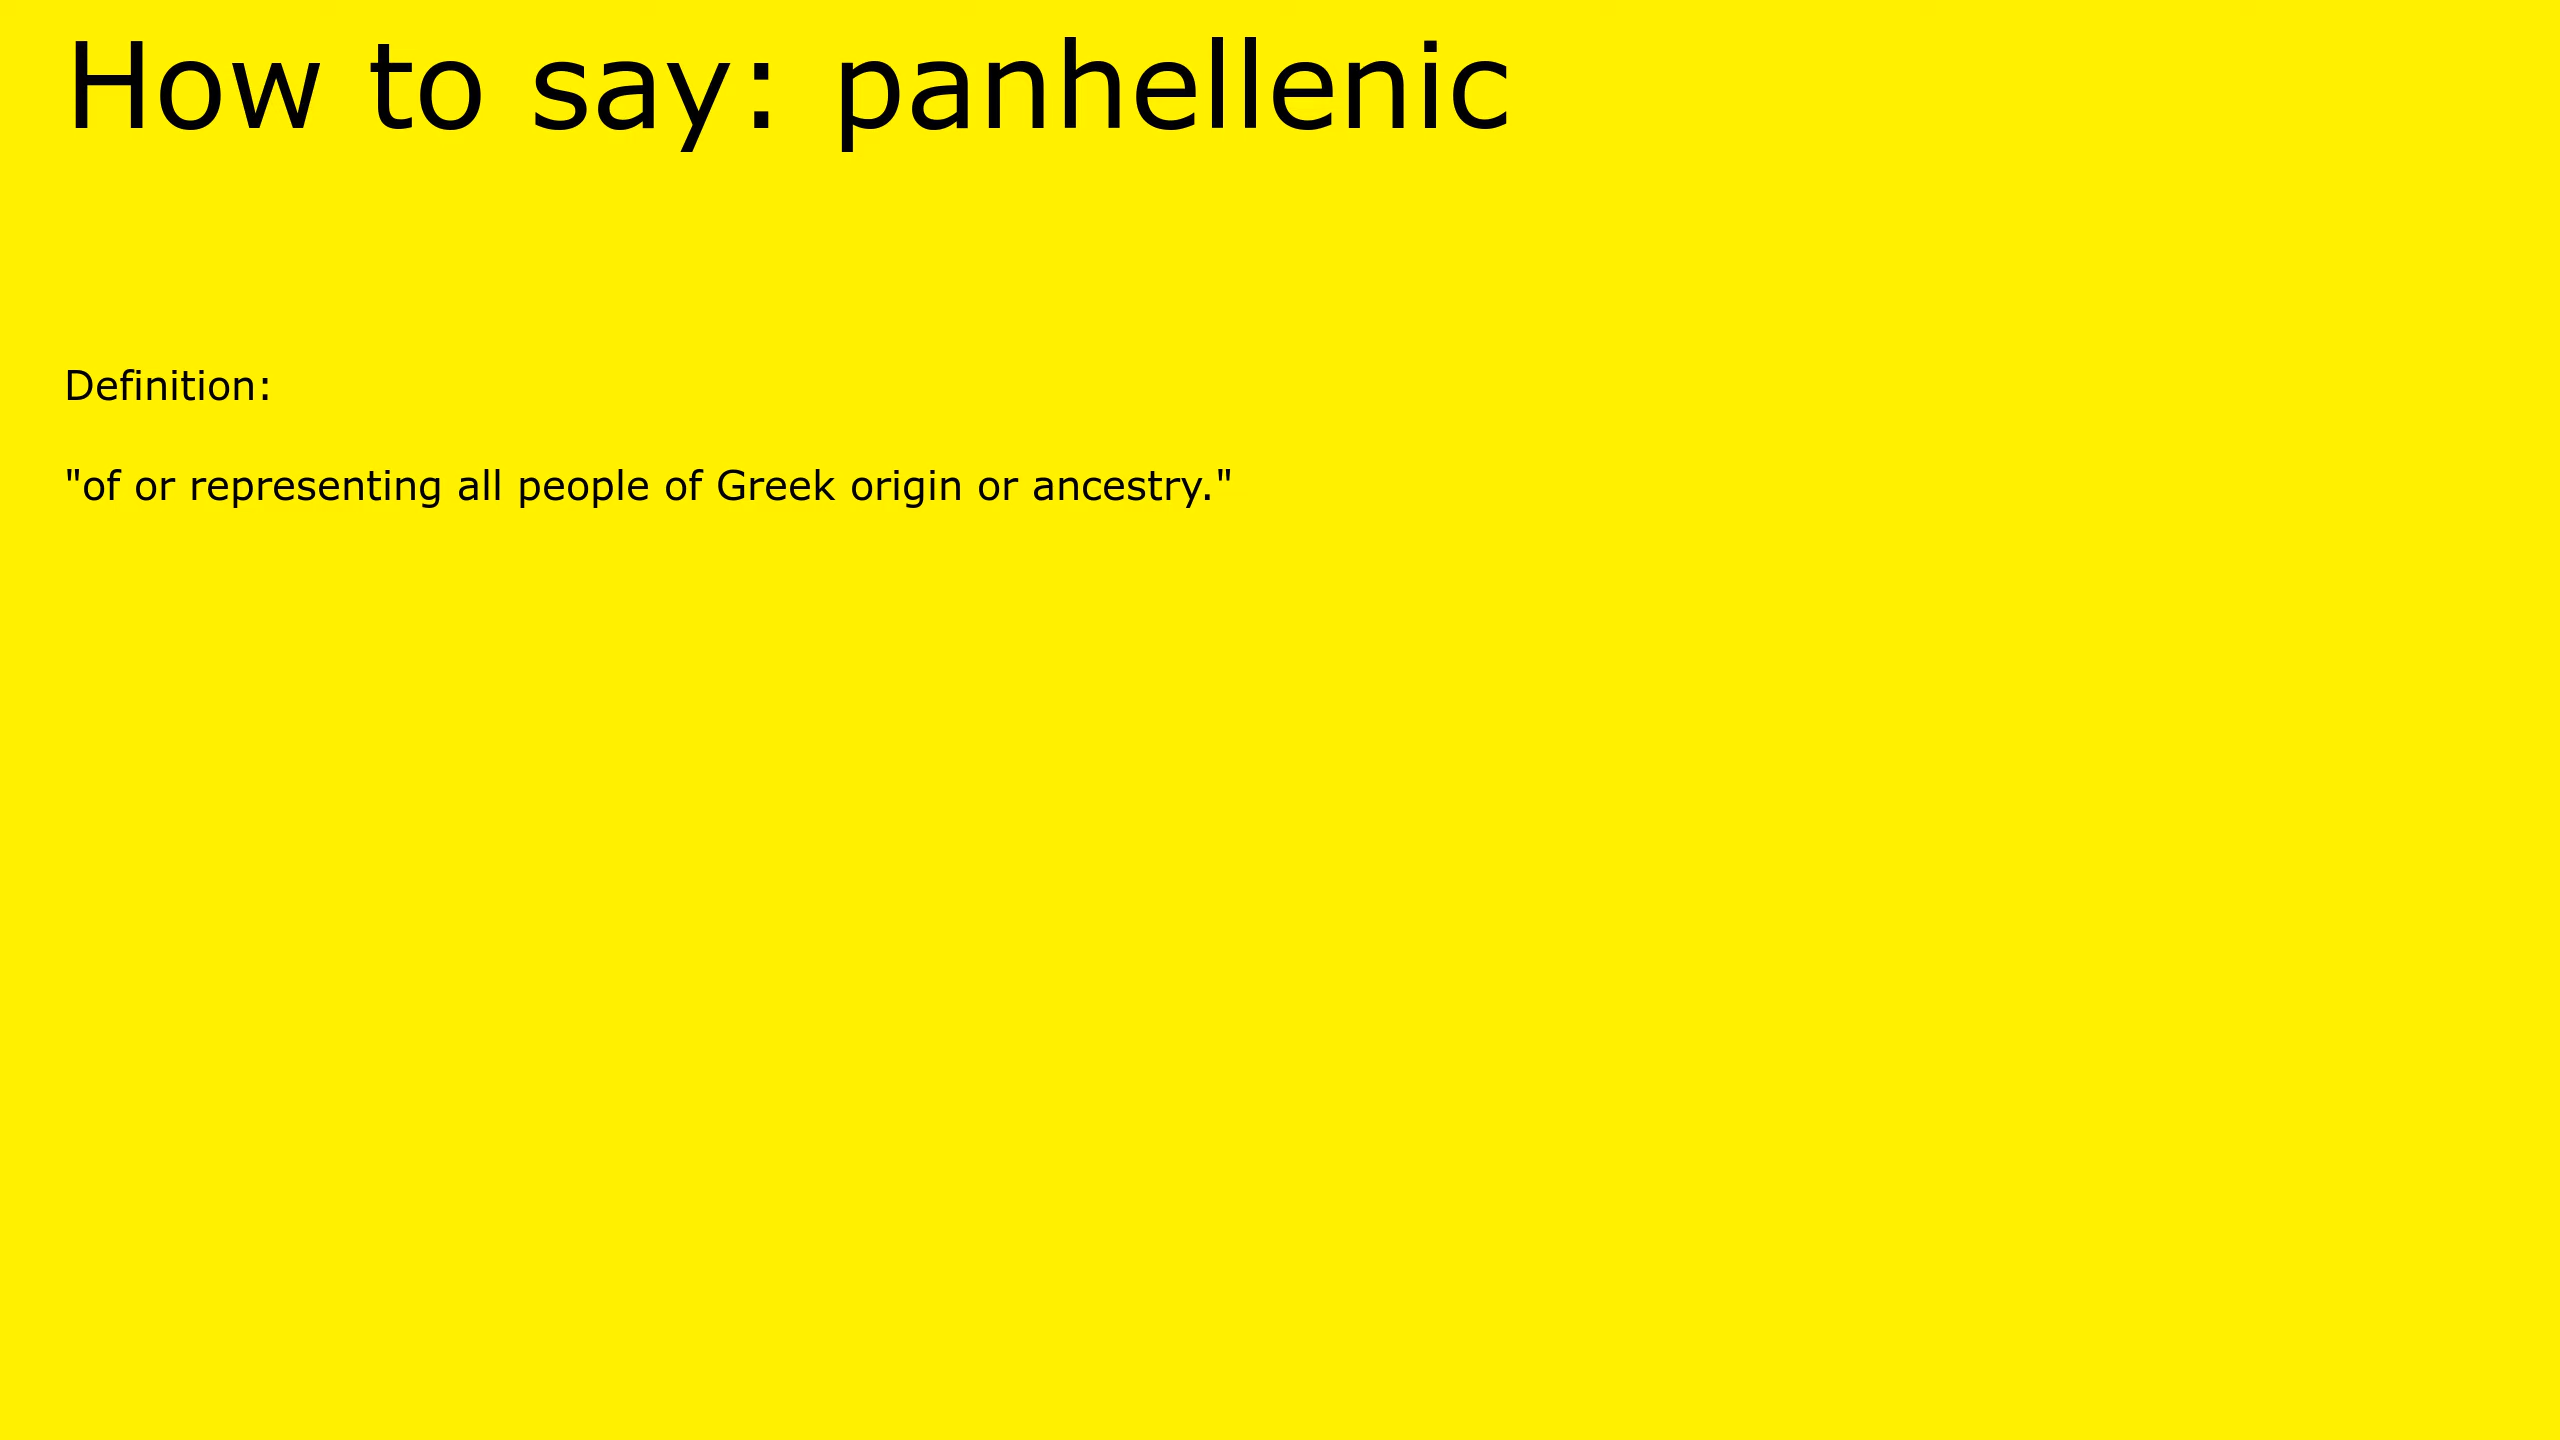 How to say: panhellenic
Definition:
"of or representing all people of Greek origin or ancestry."